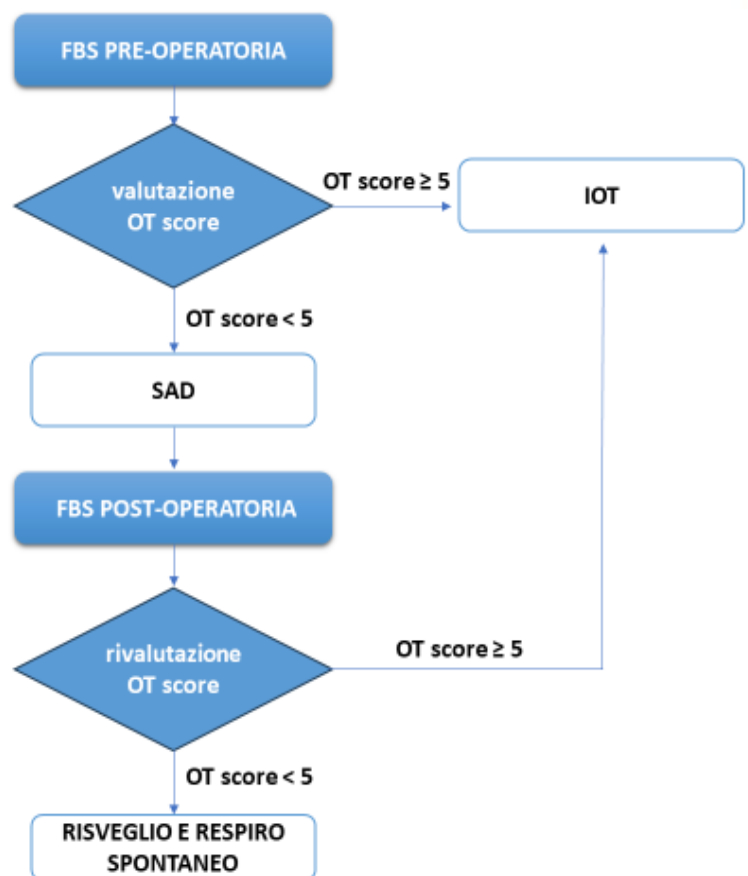 FBS PRE-OPERATORIA
valutazione
OT score
OT score ≥ 5
IOT
OT score < 5
SAD
FBS POST-OPERATORIA
rivalutazione
OT score
OT score ≥ 5
OT score < 5
RISVEGLIO E RESPIRO
SPONTANEO